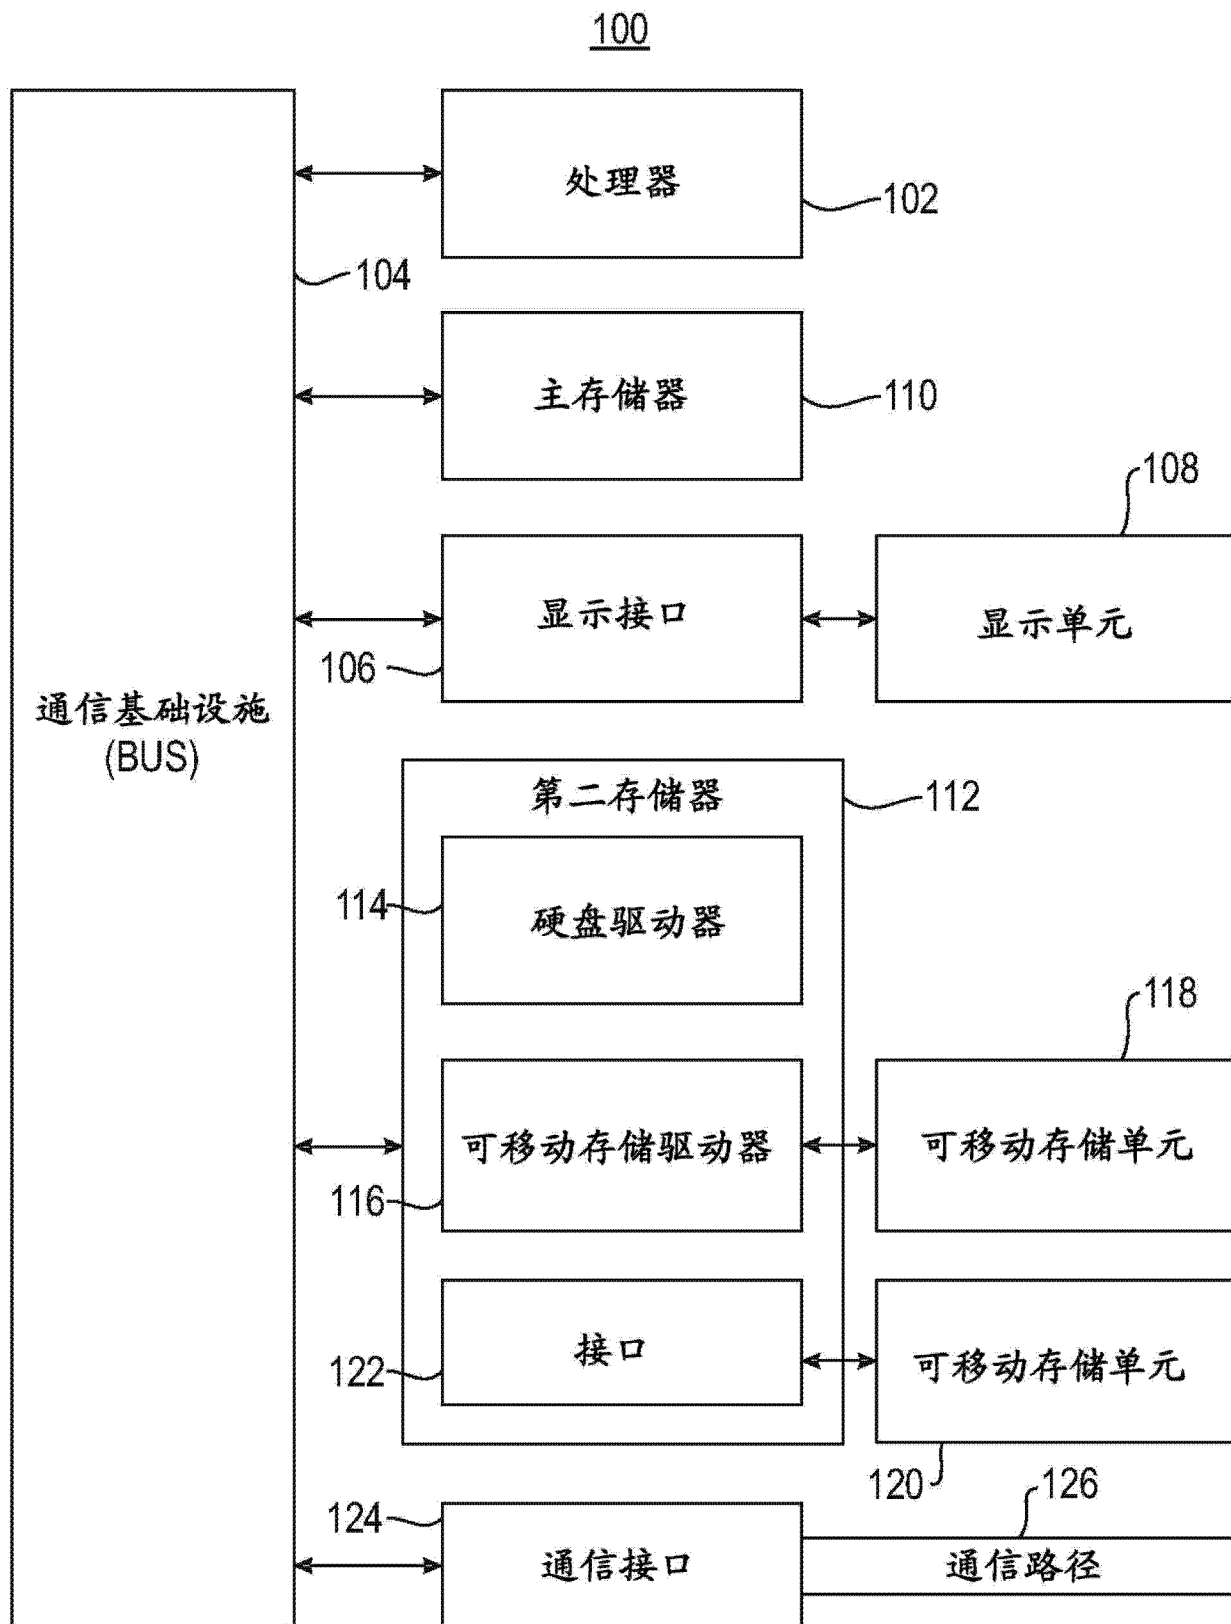 100
处理器
102
104
主存储器
110
108
显示接口
显示单元
106
通信基础设施
(BUS)
第二存储器
112
114
硬盘驱动器
118
可移动存储驱动器
可移动存储单元
116
接口
122
可移动存储单元
120
126
124
通信接口
通信路径